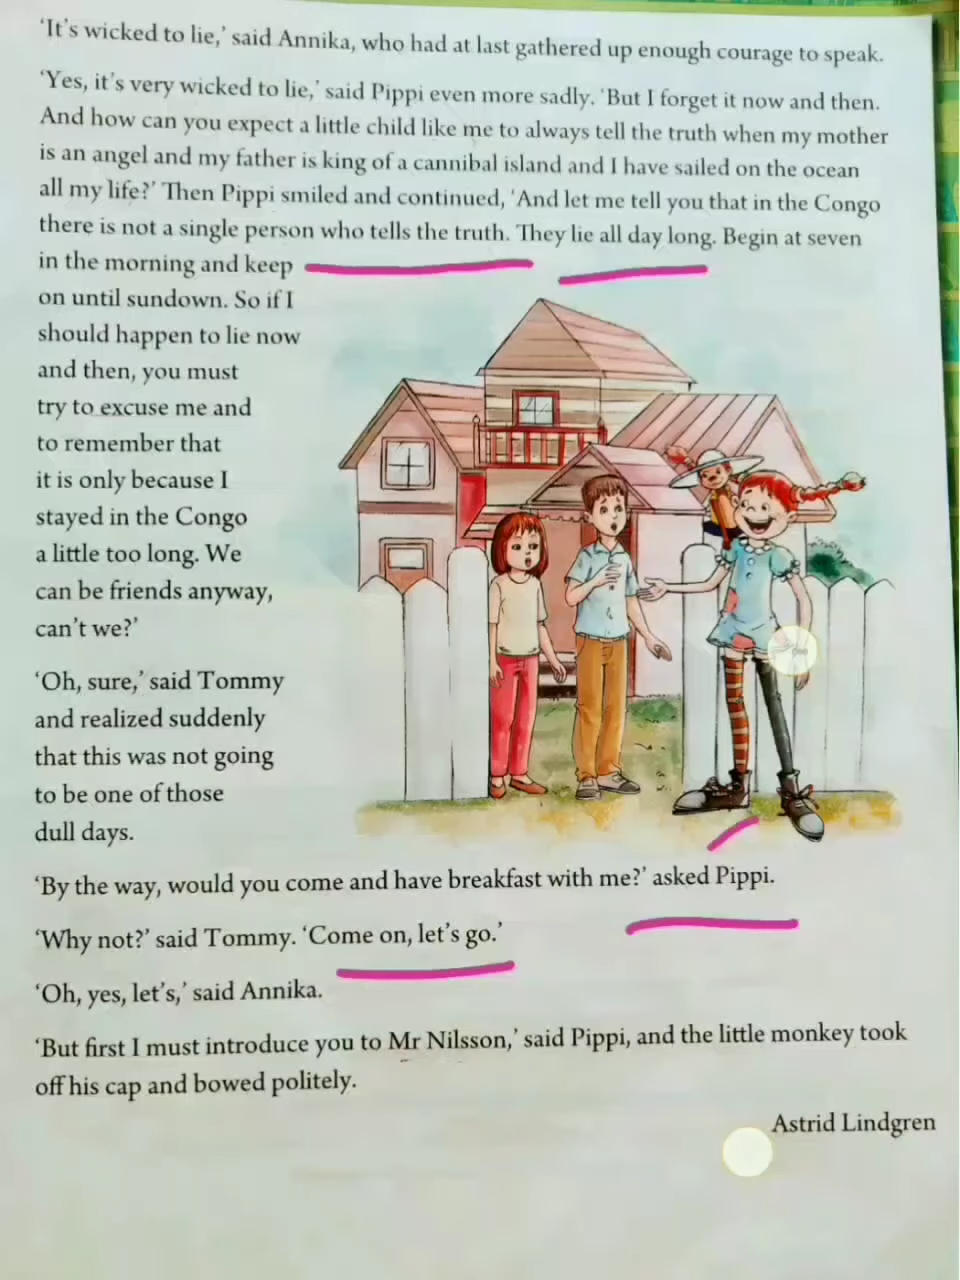 ‘It’s wicked to lie,’ said Annika, who had at last gathered up enough courage to speak.
‘Yes, it’s very wicked to lie,’ said Pippi even more sadly. ‘But I forget it now and then.
And how can you expect a little child like me to always tell the truth when my mother
is an angel and my father is king of a cannibal island and I have sailed on the ocean
all my life?’ Then Pippi smiled and continued, ‘And let me tell you that in the Congo
there is not a single person who tells the truth. They lie all day long. Begin at seven
in the morning and keep
on until sundown. So if I
should happen to lie now
and then, you must
try to excuse me and
to remember that
it is only because I
stayed in the Congo
a little too long. We
can be friends anyway,
can’t we?’
‘Oh, sure,’ said Tommy
and realized suddenly
that this was not going
to be one of those
dull days.
‘By the way, would you come and have breakfast with me?’ asked Pippi.
‘Why not?’ said Tommy. ‘Come on, let’s go.’
‘Oh, yes, let’s,’ said Annika.
‘But first I must introduce you to Mr Nilsson,’ said Pippi, and the little monkey took
off his cap and bowed politely.
Astrid Lindgren